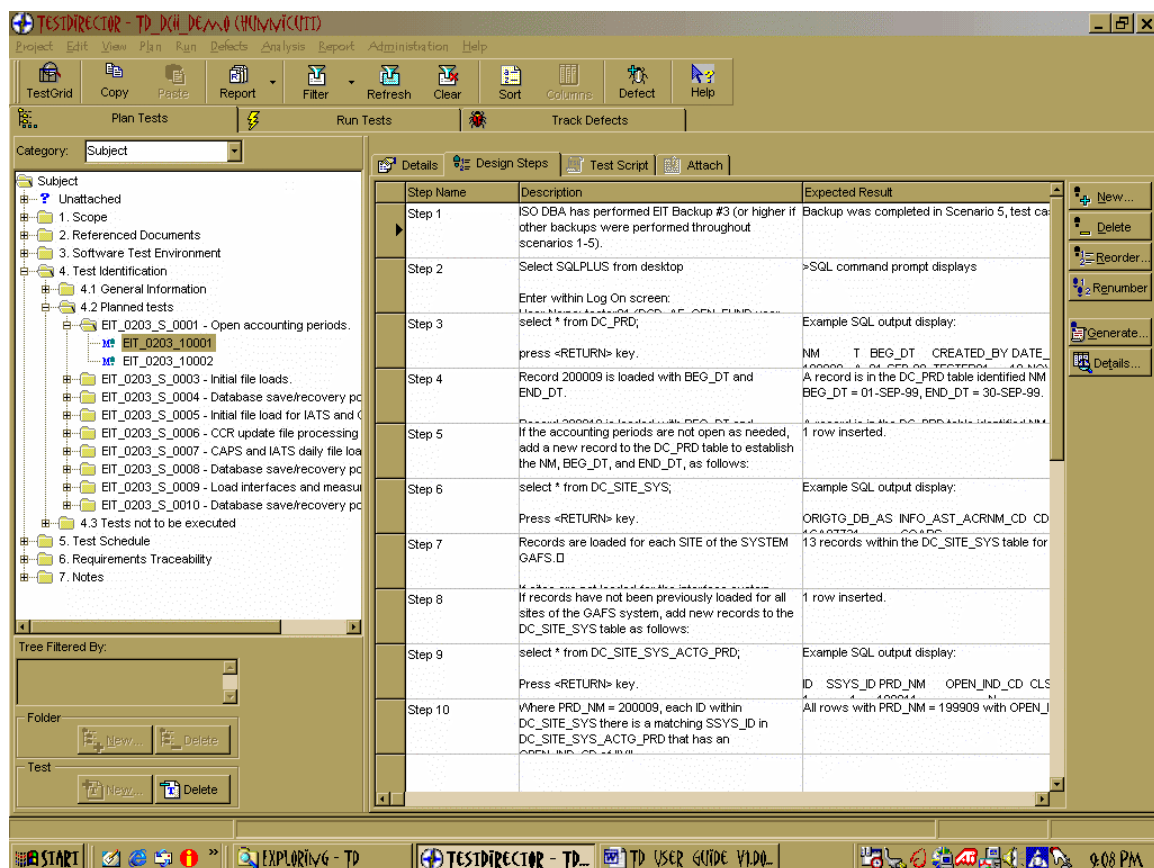 TESTDIRECTOR - TD_DCII_DEMO (HUNNICUTT)
Project Edit View Plan Run Defects Analysis Report Administration Help
TestGrid Copy Paste Report Filter Refresh Clear Sort Columns Defect Help
Plan Tests Run Tests Track Defects
Category: Subject
Details Design Steps Test Script Attach
Subject
Unattached
1. Scope
2. Referenced Documents
3. Software Test Environment
4. Test Identification
4.1 General Information
4.2 Planned tests
EIT_0203_S_0001 - Open accounting periods.
M EIT_0203_10001
M EIT_0203_10002
EIT_0203_S_0003 - Initial file loads.
EIT_0203_S_0004 - Database save/recovery po
EIT_0203_S_0005 - Initial file load for IATS and
EIT_0203_S_0006 - CCR update file processing
EIT_0203_S_0007 - CAPS and IATS daily file loa
EIT_0203_S_0008 - Database save/recovery po
EIT_0203_S_0009 - Load interfaces and measu
EIT_0203_S_0010 - Database save/recovery po
4.3 Tests not to be executed
5. Test Schedule
6. Requirements Traceability
7. Notes
Tree Filtered By:
Folder
New... Delete
Test
New... Delete
Step Name Description Expected Result
Step 1 ISO DBA has performed EIT Backup #3 (or higher if Backup was completed in Scenario 5, test ca
other backups were performed throughout
scenarios 1-5).
Step 2 Select SQLPLUS from desktop >SQL command prompt displays
Enter within Log On screen:
Step 3 select * from DC_PRD; Example SQL output display:
press <RETURN> key. NM T BEG_DT CREATED_BY DATE_
Step 4 Record 200009 is loaded with BEG_DT and A record is in the DC_PRD table identified NM
END_DT. BEG_DT = 01-SEP-99, END_DT = 30-SEP-99.
Step 5 If the accounting periods are not open as needed, 1 row inserted.
add a new record to the DC_PRD table to establish
the NM, BEG_DT, and END_DT, as follows:
Step 6 select * from DC_SITE_SYS; Example SQL output display:
Press <RETURN> key. ORIGTG_DB_AS INFO_AST_ACRNM_CD CD
Step 7 Records are loaded for each SITE of the SYSTEM 13 records within the DC_SITE_SYS table for
GAFS.
Step 8 If records have not been previously loaded for all 1 row inserted.
sites of the GAFS system, add new records to the
DC_SITE_SYS table as follows:
Step 9 select * from DC_SITE_SYS_ACTG_PRD; Example SQL output display:
Press <RETURN> key. ID SSYS_ID PRD_NM OPEN_IND_CD CLS
Step 10 Where PRD_NM = 200009, each ID within All rows with PRD_NM = 199909 with OPEN_I
DC_SITE_SYS there is a matching SSYS_ID in
DC_SITE_SYS_ACTG_PRD that has an
New...
Delete
Reorder...
Renumber
Generate...
Details...
START » EXPLORING - TD TESTDIRECTOR - TD... TD USER GUIDE V1.DO... 9:08 PM